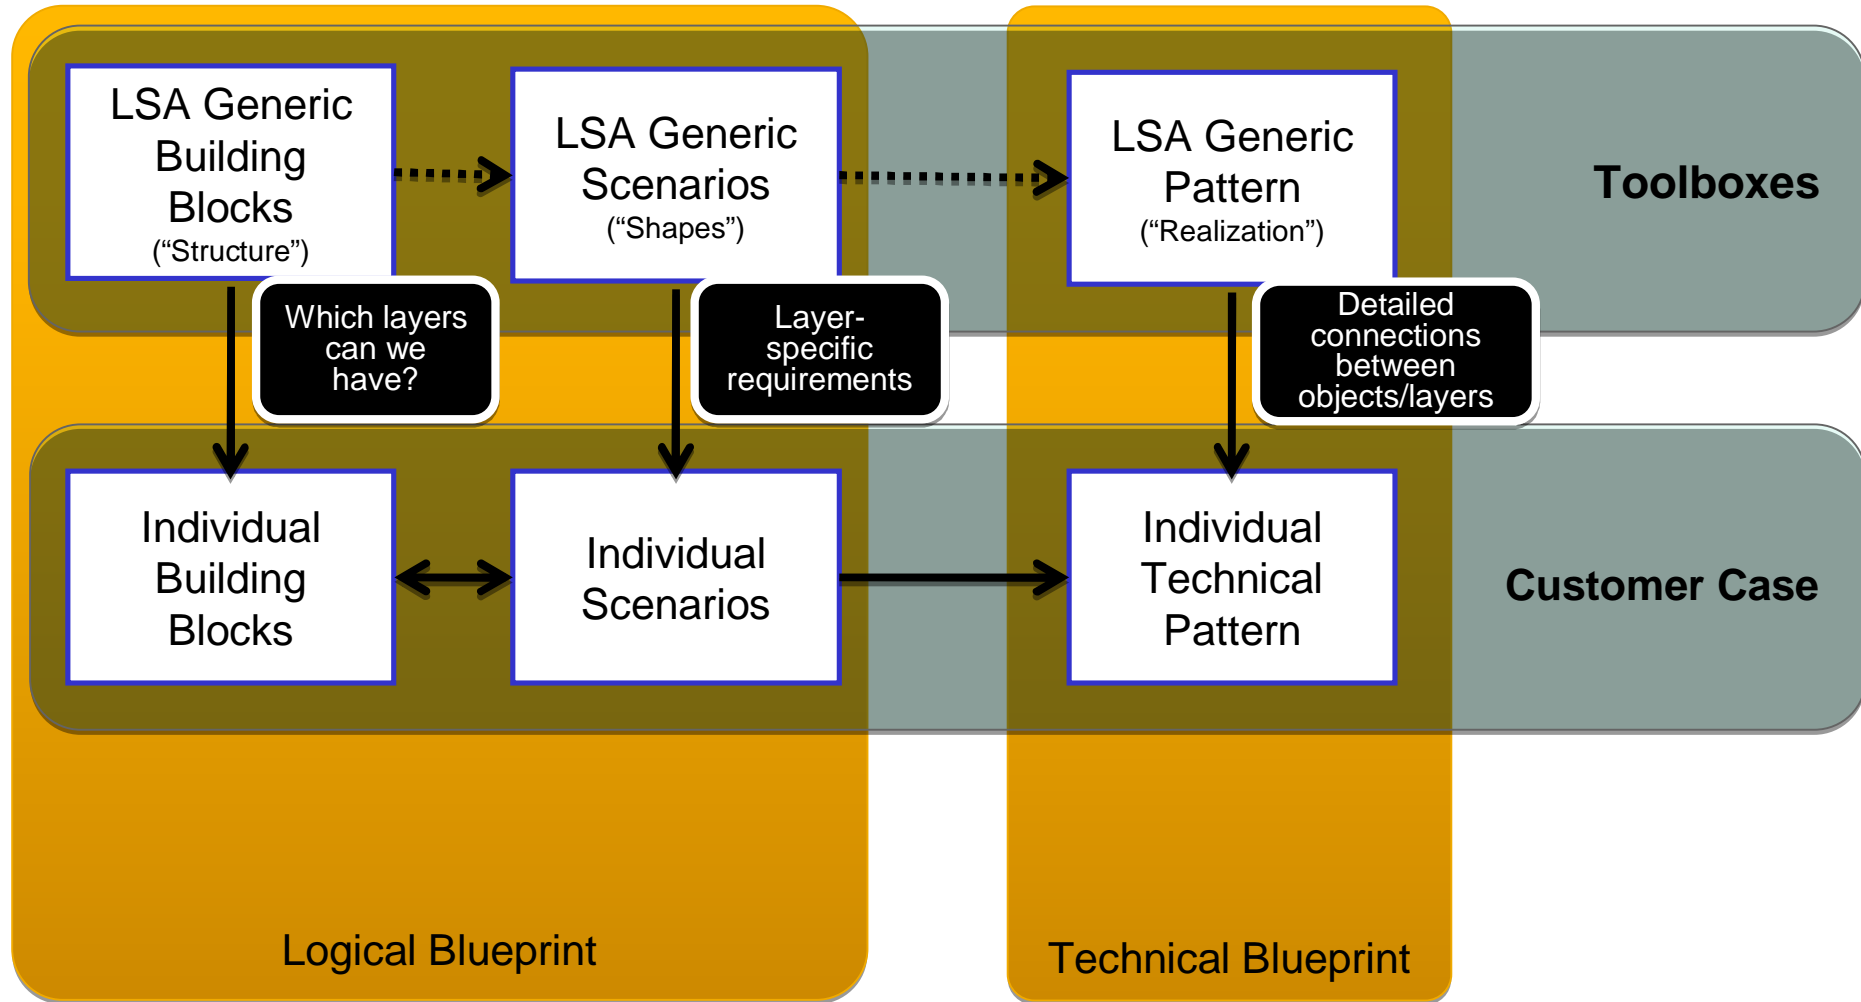 LSA Generic
Building
Blocks
(“Structure”)
LSA Generic
Scenarios
(“Shapes”)
LSA Generic
Pattern
(“Realization”)
Toolboxes
Which layers
can we
have?
Layer-
specific
requirements
Detailed
connections
between
objects/layers
Individual
Building
Blocks
Individual
Scenarios
Individual
Technical
Pattern
Customer Case
Logical Blueprint
Technical Blueprint